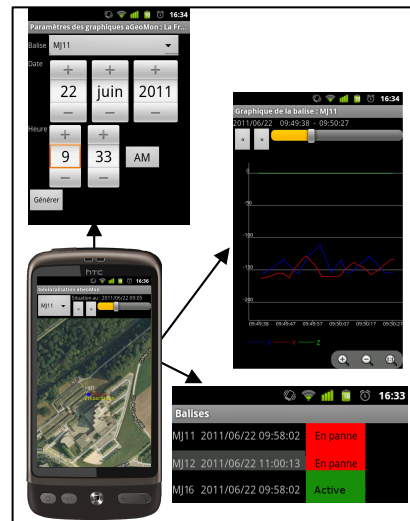 16:34
Paramètres des graphiques aGeoMon : La Fr...
Balise MJ11
Date
+ + +
22 juin 2011
− − −
Heure
+ +
9 33 AM
− −
Générer
16:34
Graphique de la balise : MJ11
2011/06/22 09:49:38 - 09:50:27
« »
0
-50
-100
-150
-200
09:49:38 09:49:47 09:49:57 09:50:07 09:50:17 09:50:27
X Y Z
hTC
16:36
Géolocalisation aGeoMon
MJ11 Situation au : 2011/06/22 09:05
« »
16:33
Balises
MJ11 2011/06/22 09:58:02 En panne
MJ12 2011/06/22 11:00:13 En panne
MJ16 2011/06/22 09:58:02 Active